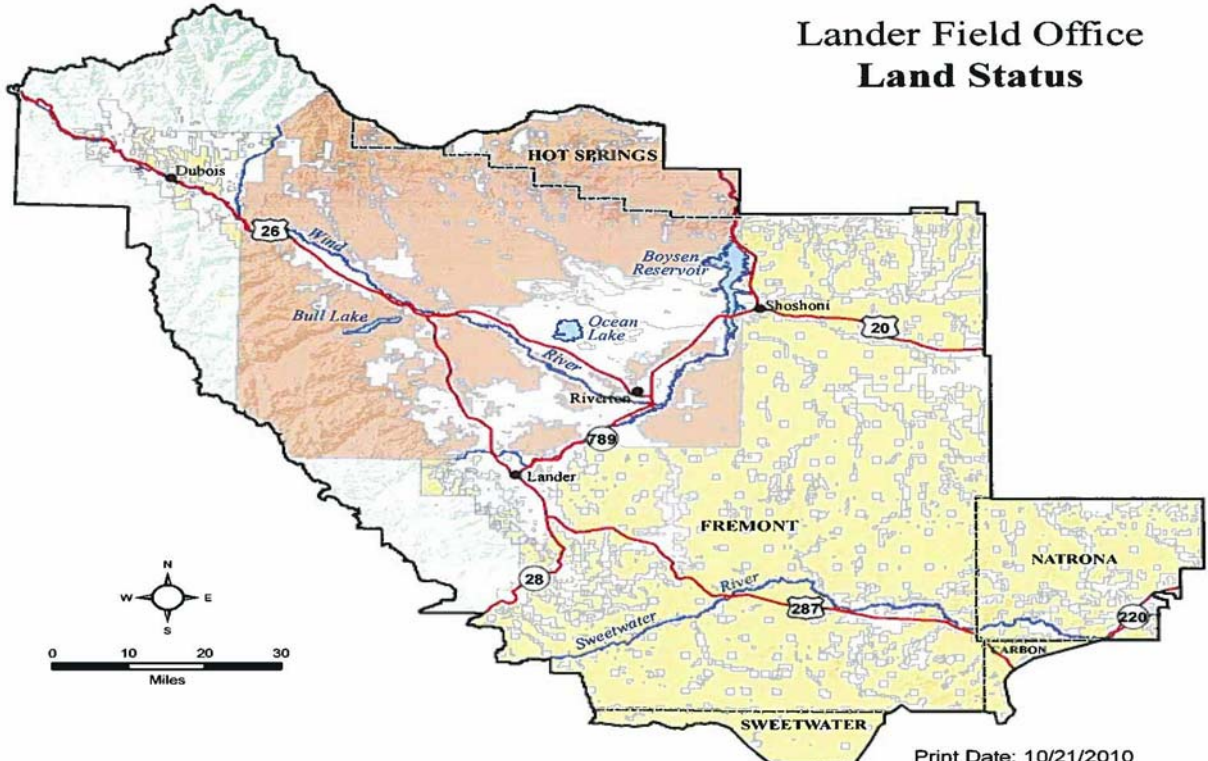 Lander Field Office
Land Status
HOT SPRINGS
Dubois
26
Wind
Boysen
Reservoir
Shoshoni
Bull Lake
Ocean
Lake
20
River
Riverton
789
Lander
FREMONT
NATRONA
N
W E
S
28
River
287
220
Sweetwater
CARBON
0 10 20 30
Miles
SWEETWATER
Print Date: 10/21/2010